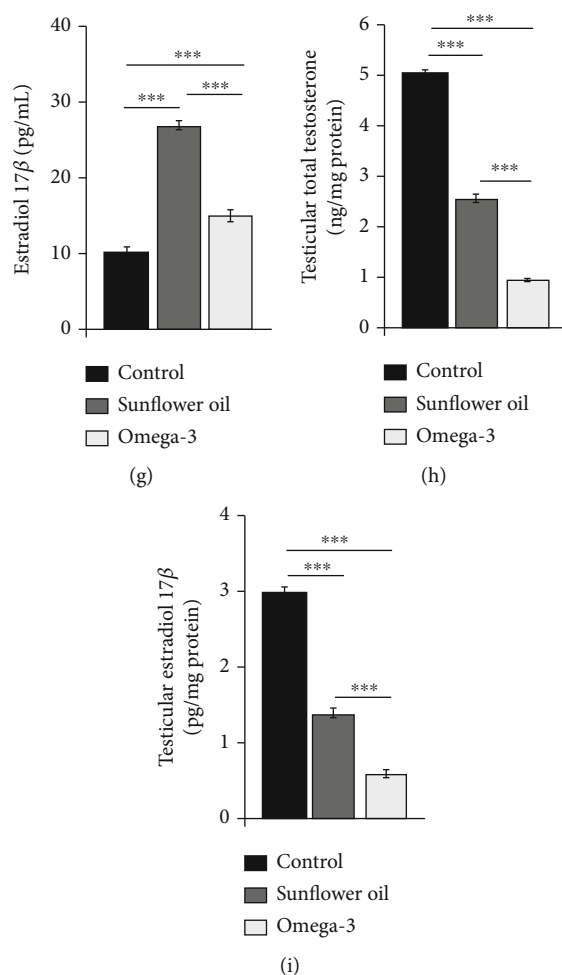 40
30
20
10
0
Estradiol 17β (pg/mL)
***
***
***
Control
Sunflower oil
Omega-3
(g)
6
5
4
3
2
1
0
Testicular total testosterone
(ng/mg protein)
***
***
***
Control
Sunflower oil
Omega-3
(h)
4
3
2
1
0
Testicular estradiol 17β
(pg/mg protein)
***
***
***
Control
Sunflower oil
Omega-3
(i)